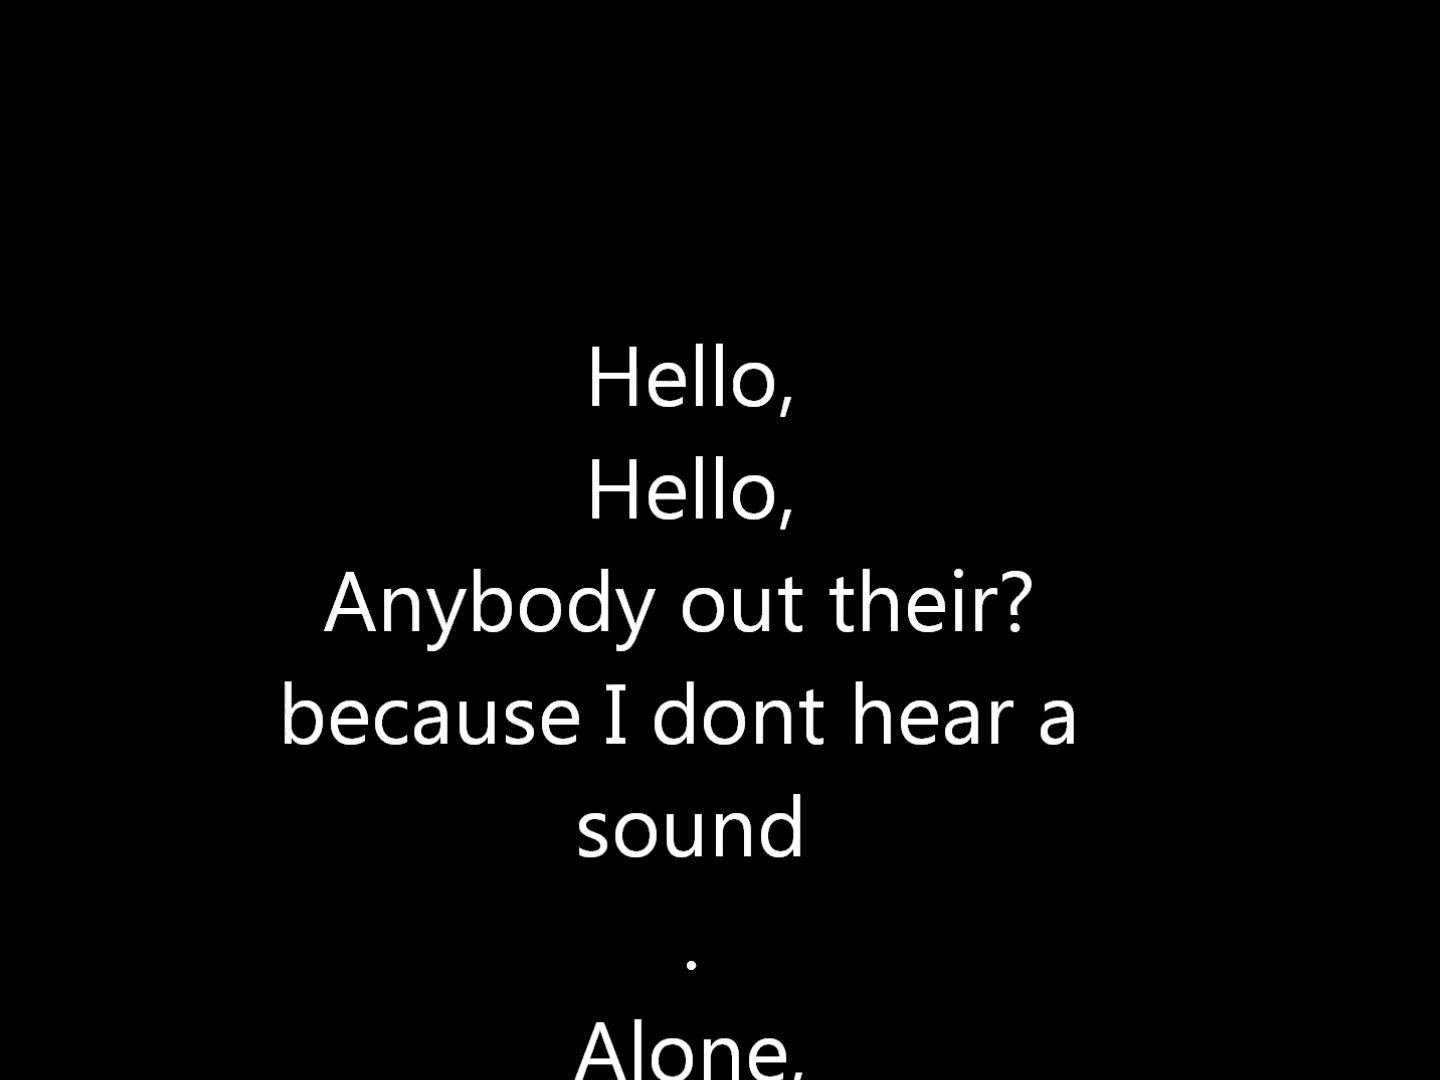 Hello,
Hello,
Anybody out their?
because I dont hear a
sound
.
Alone,